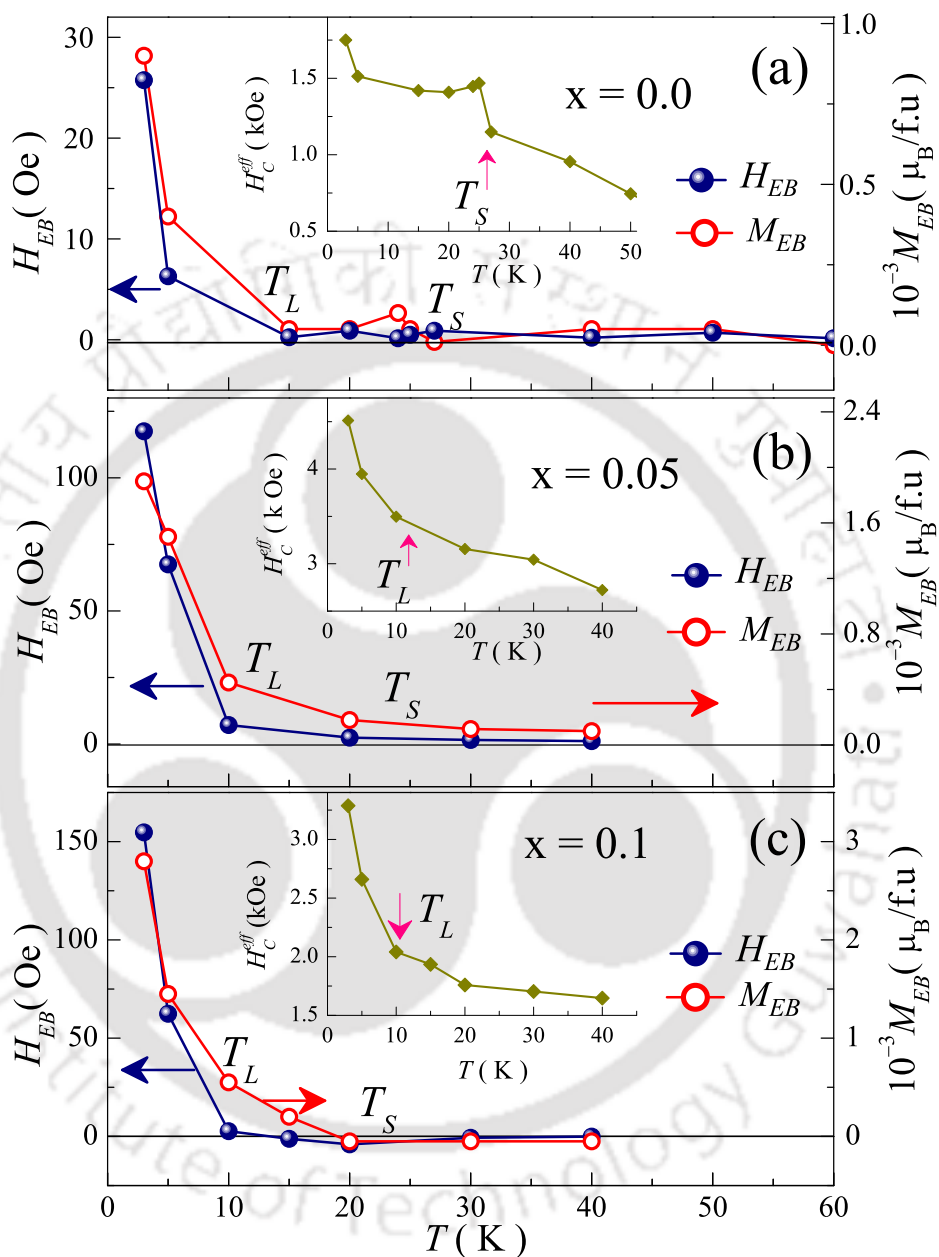 (a)
x = 0.0
H_EB ( Oe )
10^-3 M_EB ( μ_B/f.u )
30
20
10
0
1.0
0.5
0.0
H_C^eff ( kOe )
1.5
1.0
0.5
0 10 20 30 40 50
T ( K )
T_S
H_EB
M_EB
T_L
T_S
(b)
x = 0.05
H_EB ( Oe )
10^-3 M_EB ( μ_B/f.u )
100
50
0
2.4
1.6
0.8
0.0
H_C^eff ( k Oe )
4
3
0 10 20 30 40
T ( K )
T_L
H_EB
M_EB
T_L
T_S
(c)
x = 0.1
H_EB ( Oe )
10^-3 M_EB ( μ_B/f.u )
150
100
50
0
3
2
1
0
H_C^eff (kOe)
3.0
2.5
2.0
1.5
0 10 20 30 40
T ( K )
T_L
H_EB
M_EB
T_L
T_S
0 10 20 30 40 50 60
T ( K )
Institute of Technology Guwahati